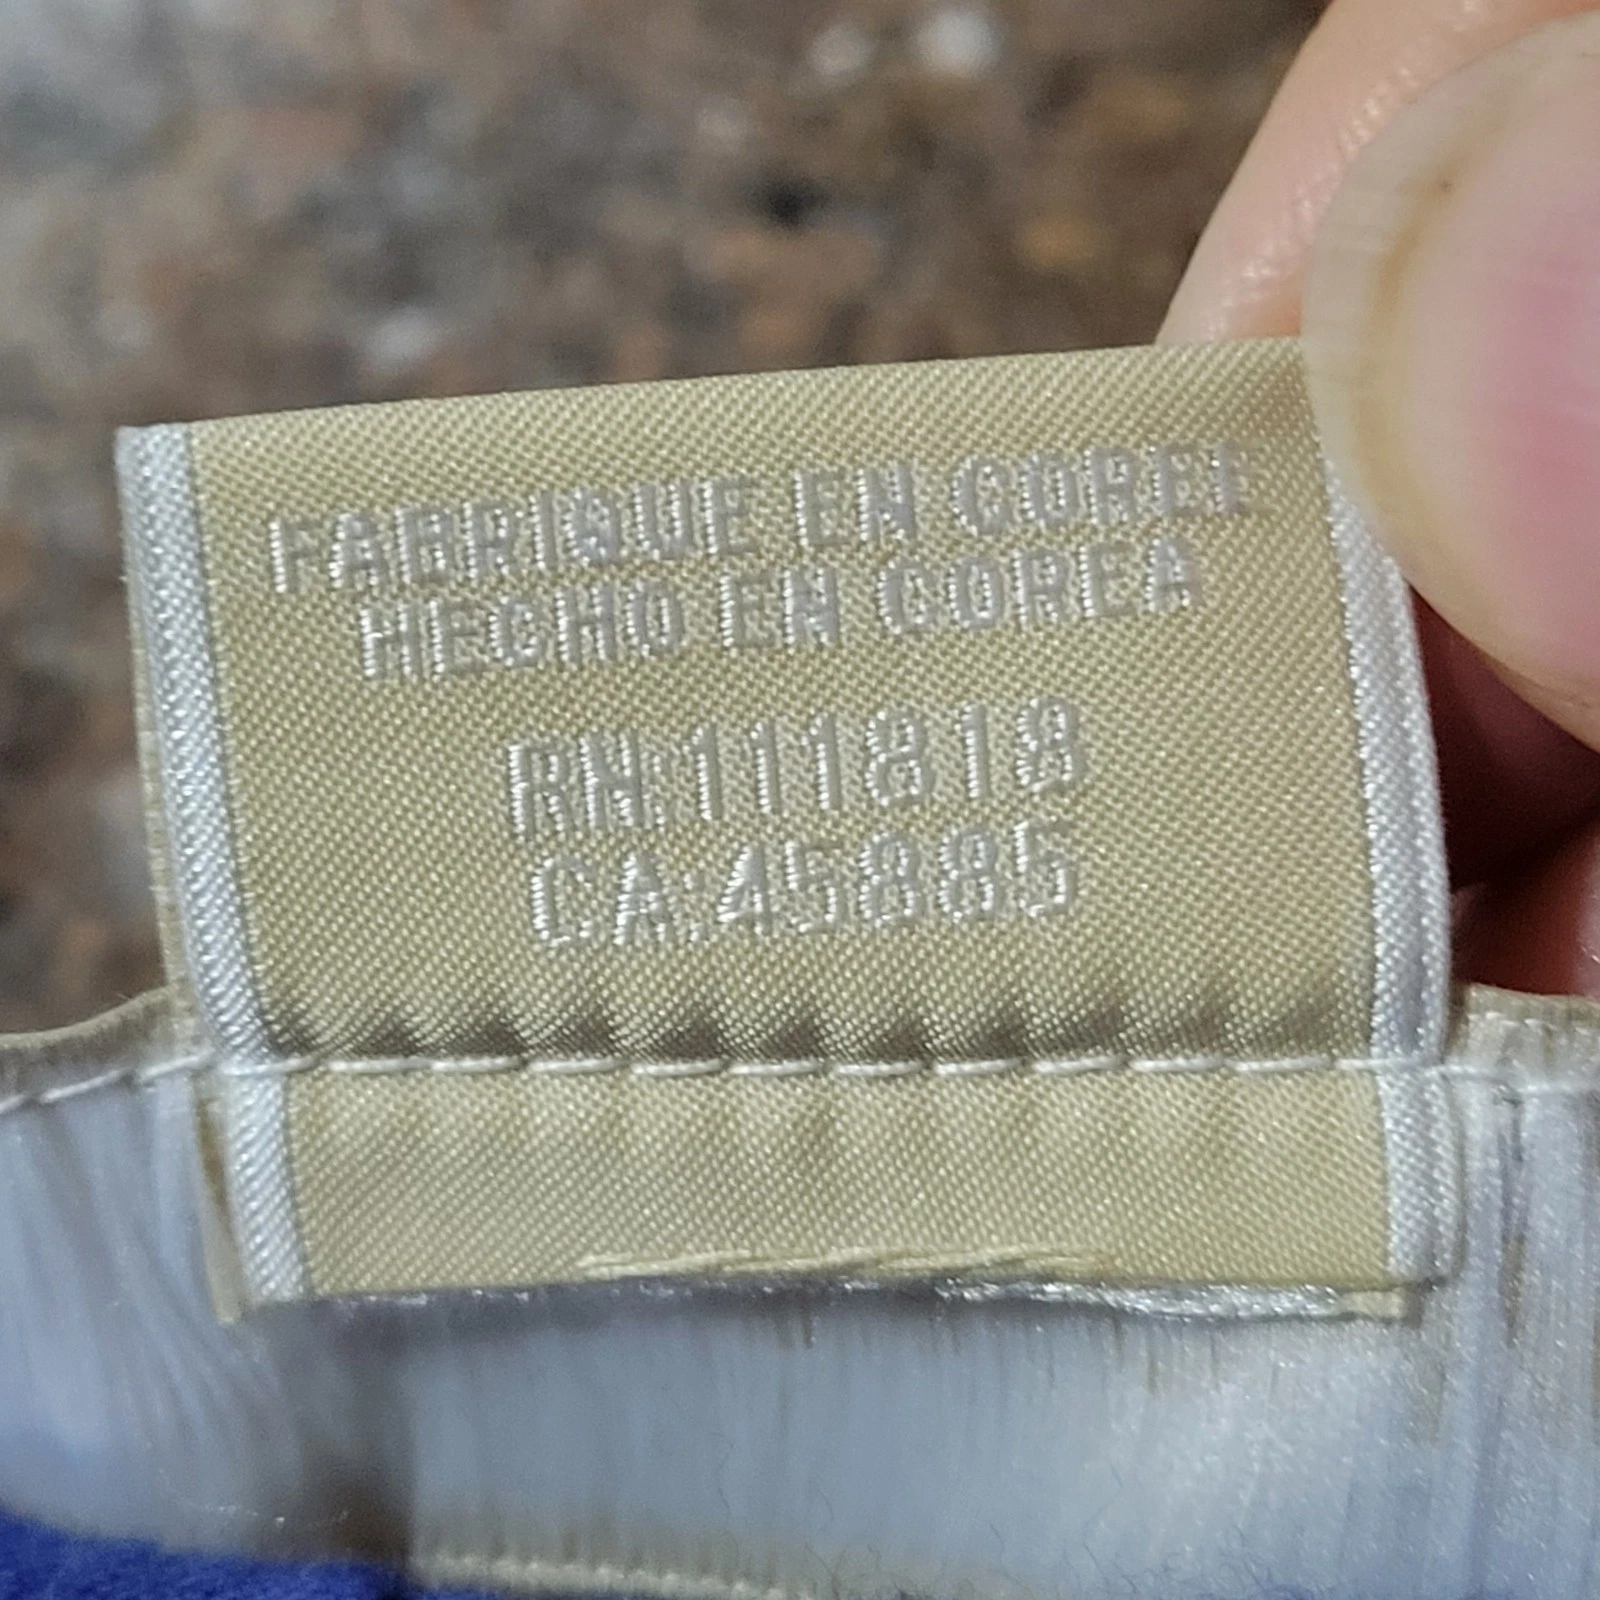 FABRIQUE EN COREE
HECHO EN COREA
RN:111818
CA:45885